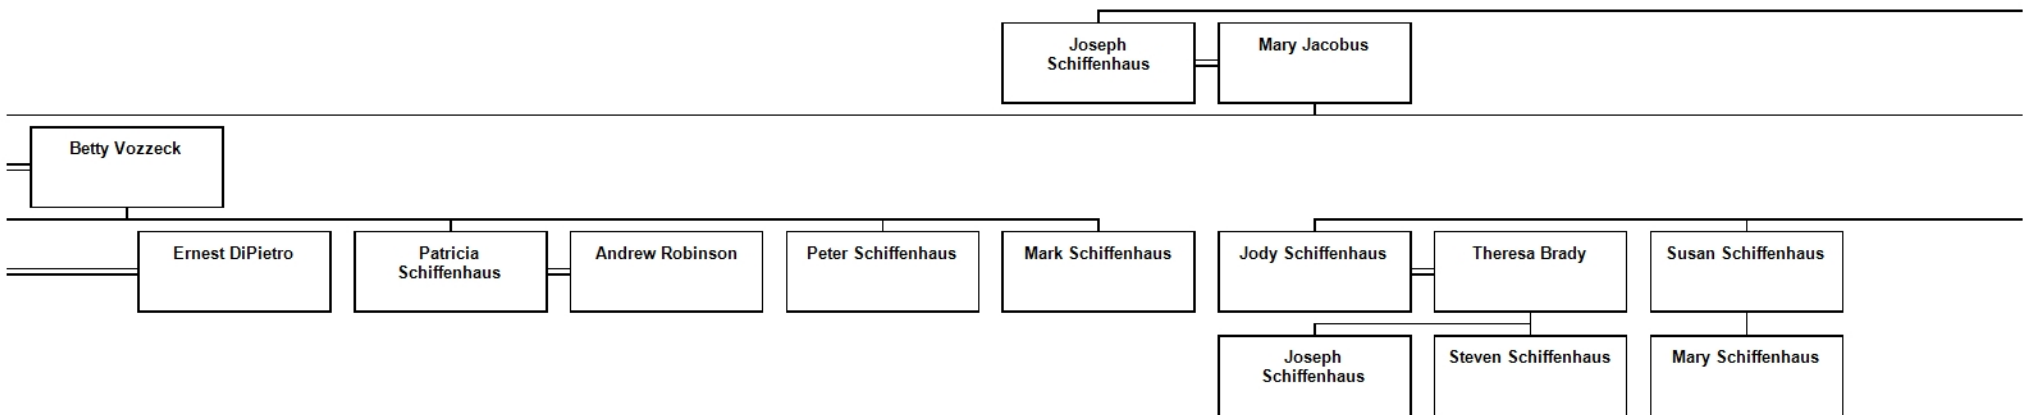 Joseph
Schiffenhaus
Mary Jacobus
Betty Vozzeck
Ernest DiPietro
Patricia
Schiffenhaus
Andrew Robinson
Peter Schiffenhaus
Mark Schiffenhaus
Jody Schiffenhaus
Theresa Brady
Susan Schiffenhaus
Joseph
Schiffenhaus
Steven Schiffenhaus
Mary Schiffenhaus